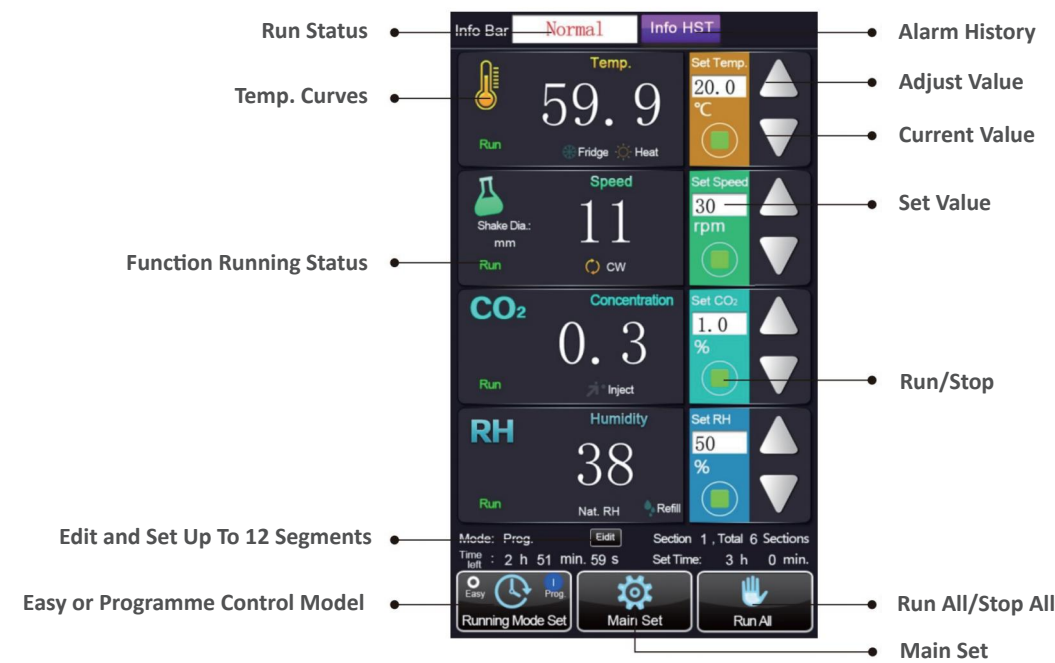 Run Status
Info Bar Normal Info HST
Alarm History
Temp. Curves
Temp.
59.9
Run
Fridge Heat
Set Temp.
20.0
℃
Adjust Value
Current Value
Speed
Shake Dia.:
mm
11
Run
CW
Set Speed
30
rpm
Set Value
Function Running Status
CO₂
Concentration
0.3
Run
Inject
Set CO₂
1.0
%
Run/Stop
RH
Humidity
38
Run
Nat. RH
Refill
Set RH
50
%
Edit and Set Up To 12 Segments
Mode: Prog. Eidit Section 1 , Total 6 Sections
Time left : 2 h 51 min. 59 s Set Time: 3 h 0 min.
Easy or Programme Control Model
Easy
I
Prog.
Running Mode Set
Main Set
Run All
Run All/Stop All
Main Set